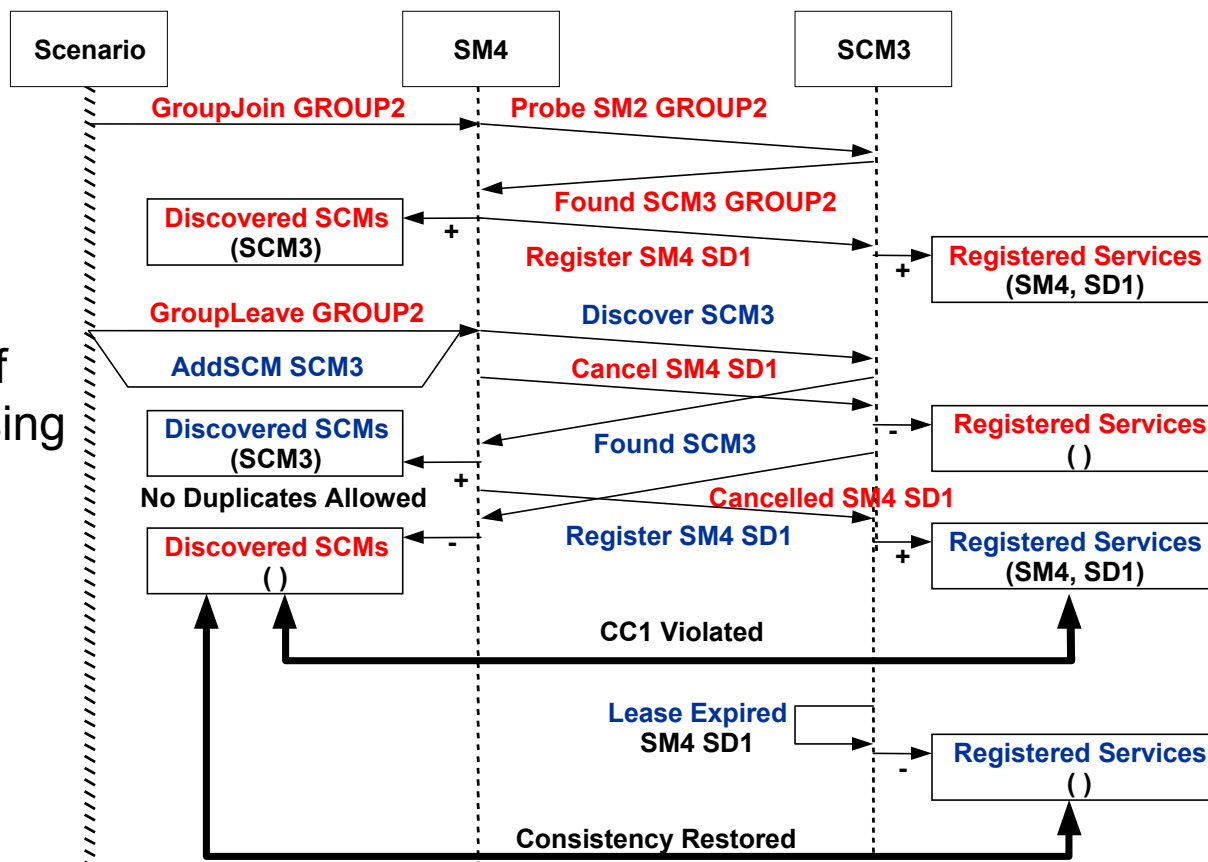 Scenario
SM4
SCM3
GroupJoin GROUP2
Probe SM2 GROUP2
Found SCM3 GROUP2
Discovered SCMs
(SCM3)
+
Register SM4 SD1
+
Registered Services
(SM4, SD1)
GroupLeave GROUP2
Discover SCM3
AddSCM SCM3
Cancel SM4 SD1
f
ing
Discovered SCMs
(SCM3)
+
Found SCM3
-
Registered Services
( )
No Duplicates Allowed
Cancelled SM4 SD1
Discovered SCMs
( )
-
Register SM4 SD1
+
Registered Services
(SM4, SD1)
CC1 Violated
Lease Expired
SM4 SD1
-
Registered Services
( )
Consistency Restored